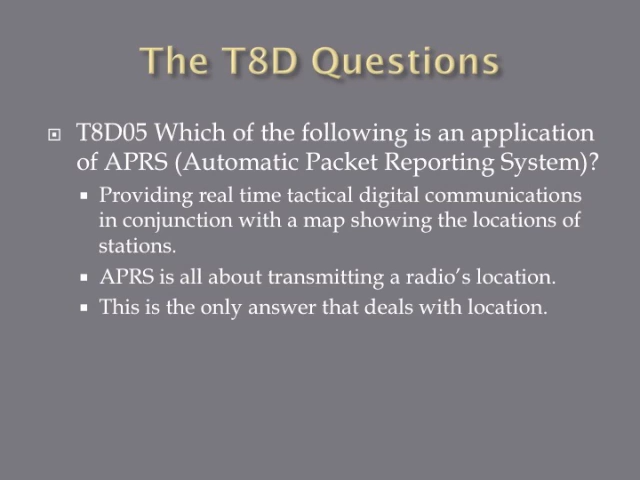 The T8D Questions
T8D05 Which of the following is an application
of APRS (Automatic Packet Reporting System)?
Providing real time tactical digital communications
in conjunction with a map showing the locations of
stations.
APRS is all about transmitting a radio’s location.
This is the only answer that deals with location.